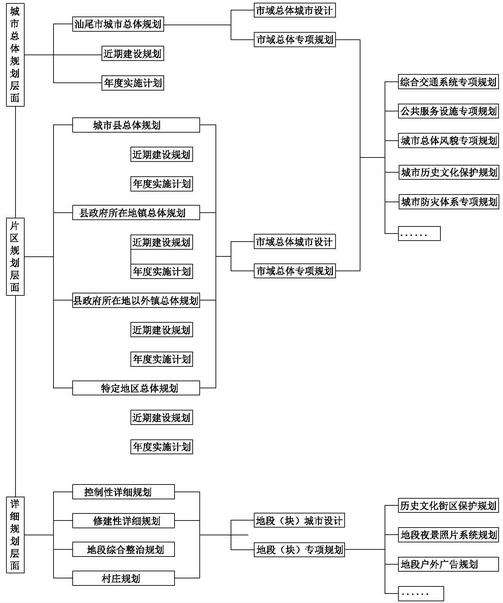 城市总体规划层面
汕尾市城市总体规划
近期建设规划
年度实施计划
市域总体城市设计
市域总体专项规划
综合交通系统专项规划
公共服务设施专项规划
城市总体风貌专项规划
城市历史文化保护规划
城市防灾体系专项规划
......
片区规划层面
城市县总体规划
近期建设规划
年度实施计划
县政府所在地镇总体规划
近期建设规划
年度实施计划
县政府所在地以外镇总体规划
近期建设规划
年度实施计划
特定地区总体规划
近期建设规划
年度实施计划
市域总体城市设计
市域总体专项规划
详细规划层面
控制性详细规划
修建性详细规划
地段综合整治规划
村庄规划
地段（块）城市设计
地段（块）专项规划
历史文化街区保护规划
地段夜景照片系统规划
地段户外广告规划
......